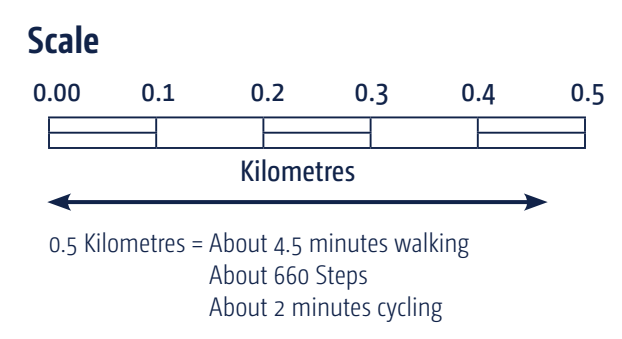 Scale
0.00 0.1 0.2 0.3 0.4 0.5
Kilometres
0.5 Kilometres = About 4.5 minutes walking
About 660 Steps
About 2 minutes cycling